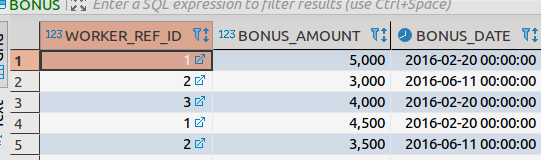 BONUS Enter a SQL expression to filter results (use Ctrl+Space)
123 WORKER_REF_ID 123 BONUS_AMOUNT BONUS_DATE
1 1 5,000 2016-02-20 00:00:00
2 2 3,000 2016-06-11 00:00:00
3 3 4,000 2016-02-20 00:00:00
4 1 4,500 2016-02-20 00:00:00
5 2 3,500 2016-06-11 00:00:00